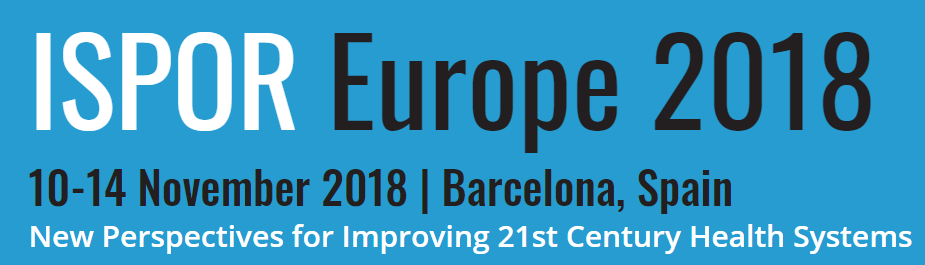 ISPOR Europe 2018
10-14 November 2018 | Barcelona, Spain
New Perspectives for Improving 21st Century Health Systems